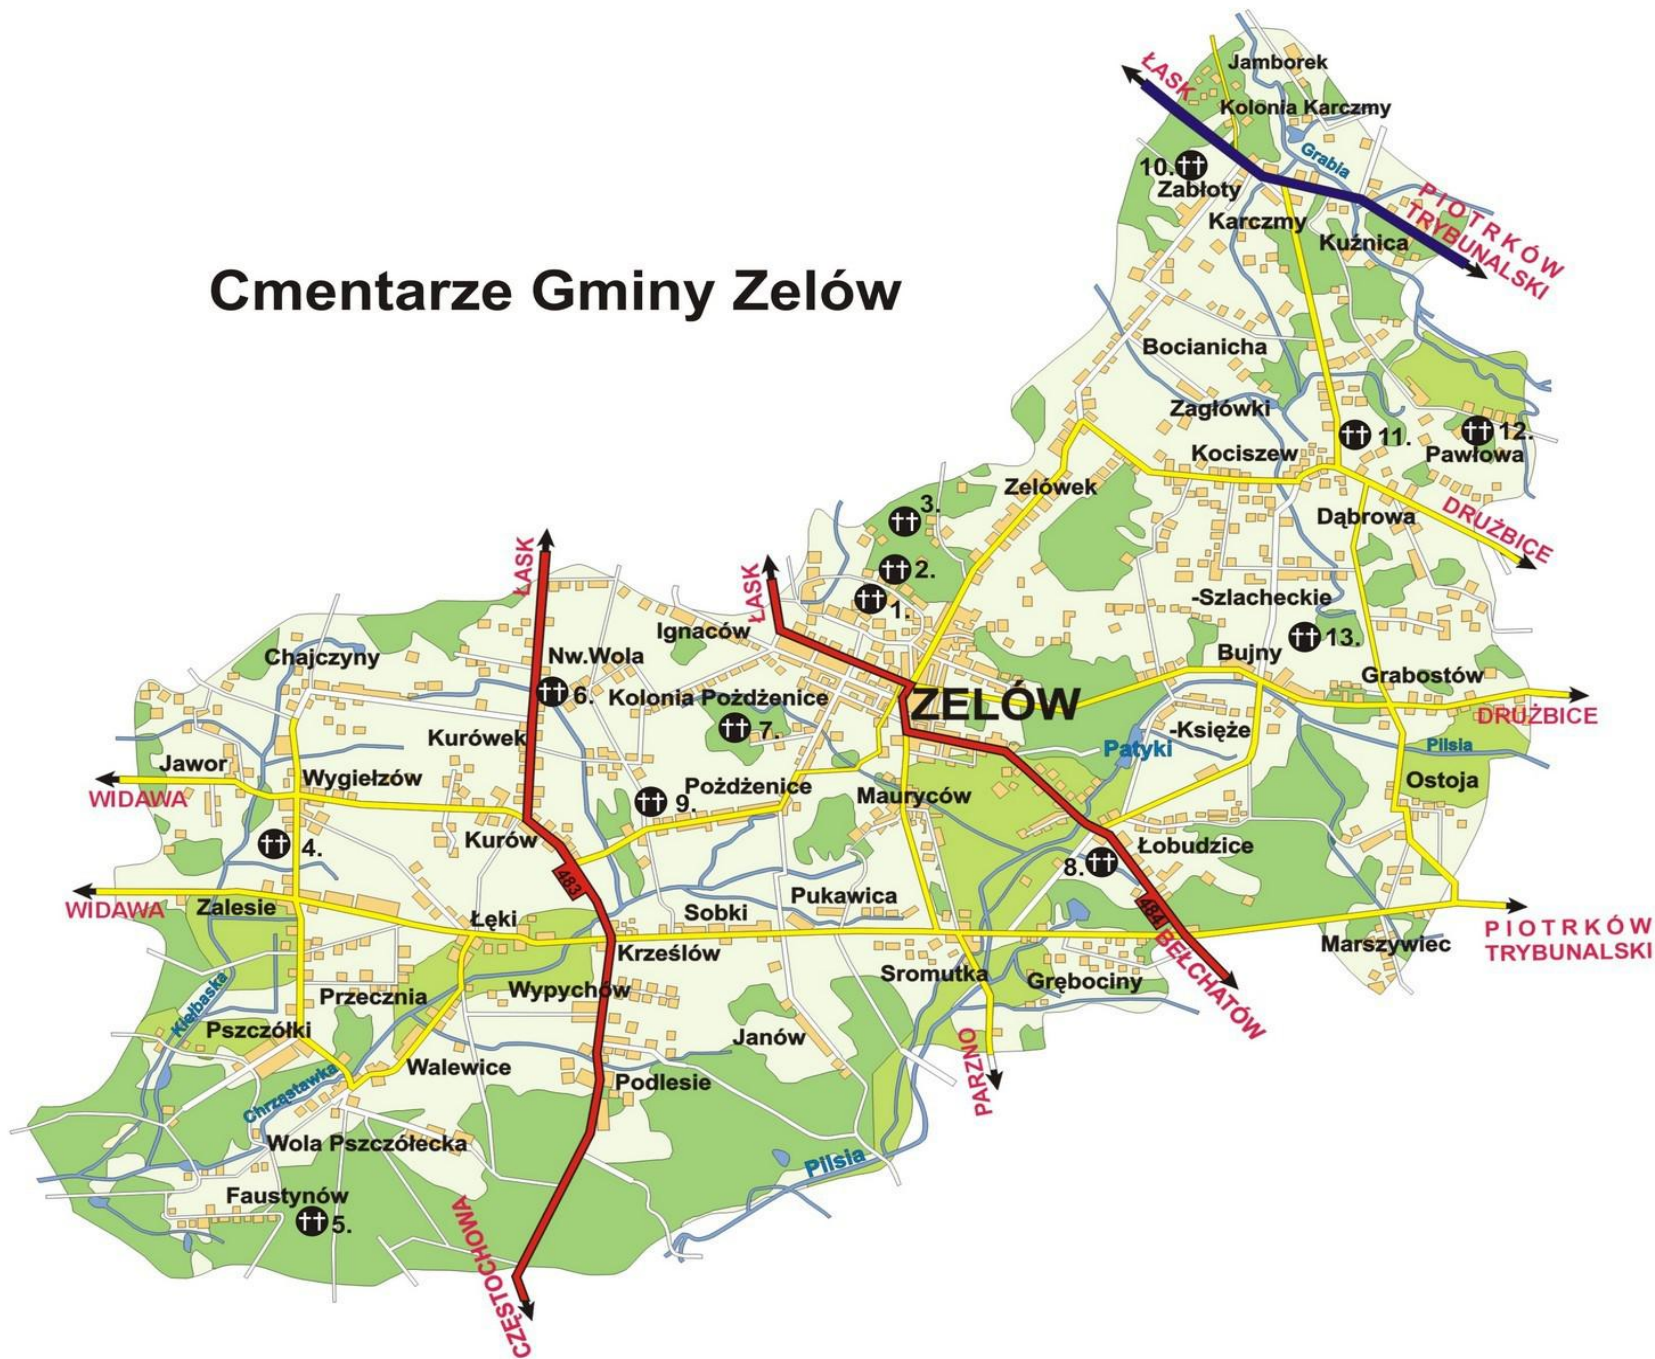 Cmentarze Gminy Zelów
ŁASK
Jamborek
Kolonia Karczmy
Grabia
10.
Zabłoty
Karczmy
Kuźnica
PIOTRKÓW
TRYBUNALSKI
Bocianicha
Zagłówki
Kociszew
11.
12.
Pawłowa
Zelówek
3.
Dąbrowa
DRUŻBICE
2.
1.
ŁASK
ŁASK
-Szlacheckie
13.
Ignaców
Bujny
Chajczyny
Nw.Wola
6.
Kolonia Pożdżenice
7.
ZELÓW
Grabostów
DRUŻBICE
Kurówek
-Księże
Patyki
Pilsia
Jawor
WIDAWA
Wygiełzów
Pożdżenice
9.
Mauryców
Ostoja
Kurów
4.
483
8.
Łobudzice
484
WIDAWA
Zalesie
Łęki
Sobki
Pukawica
BEŁCHATÓW
Marszywiec
PIOTRKÓW
TRYBUNALSKI
Krześlów
Sromutka
Grębociny
Kiełbaska
Przecznia
Wypychów
Pszczółki
Janów
PARZNO
Walewice
Podlesie
Chrząstawka
Wola Pszczółecka
Pilsia
Faustynów
5.
CZĘSTOCHOWA